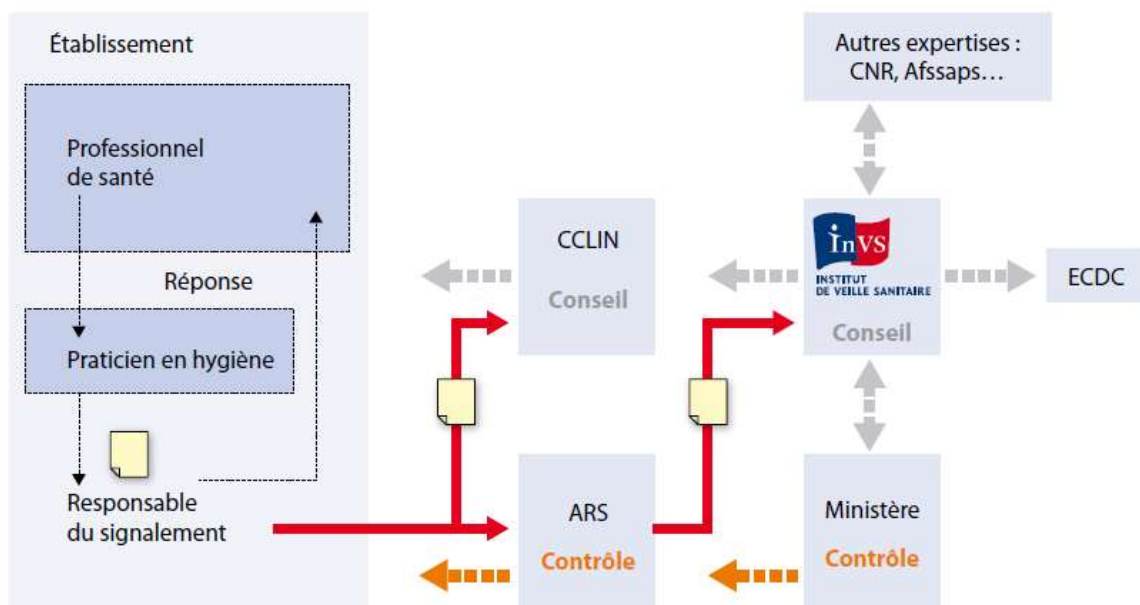 Établissement
Professionnel
de santé
Réponse
Praticien en hygiène
Responsable
du signalement
CCLIN
Conseil
ARS
Contrôle
Autres expertises :
CNR, Afssaps…
InVS
INSTITUT
DE VEILLE SANITAIRE
Conseil
ECDC
Ministère
Contrôle